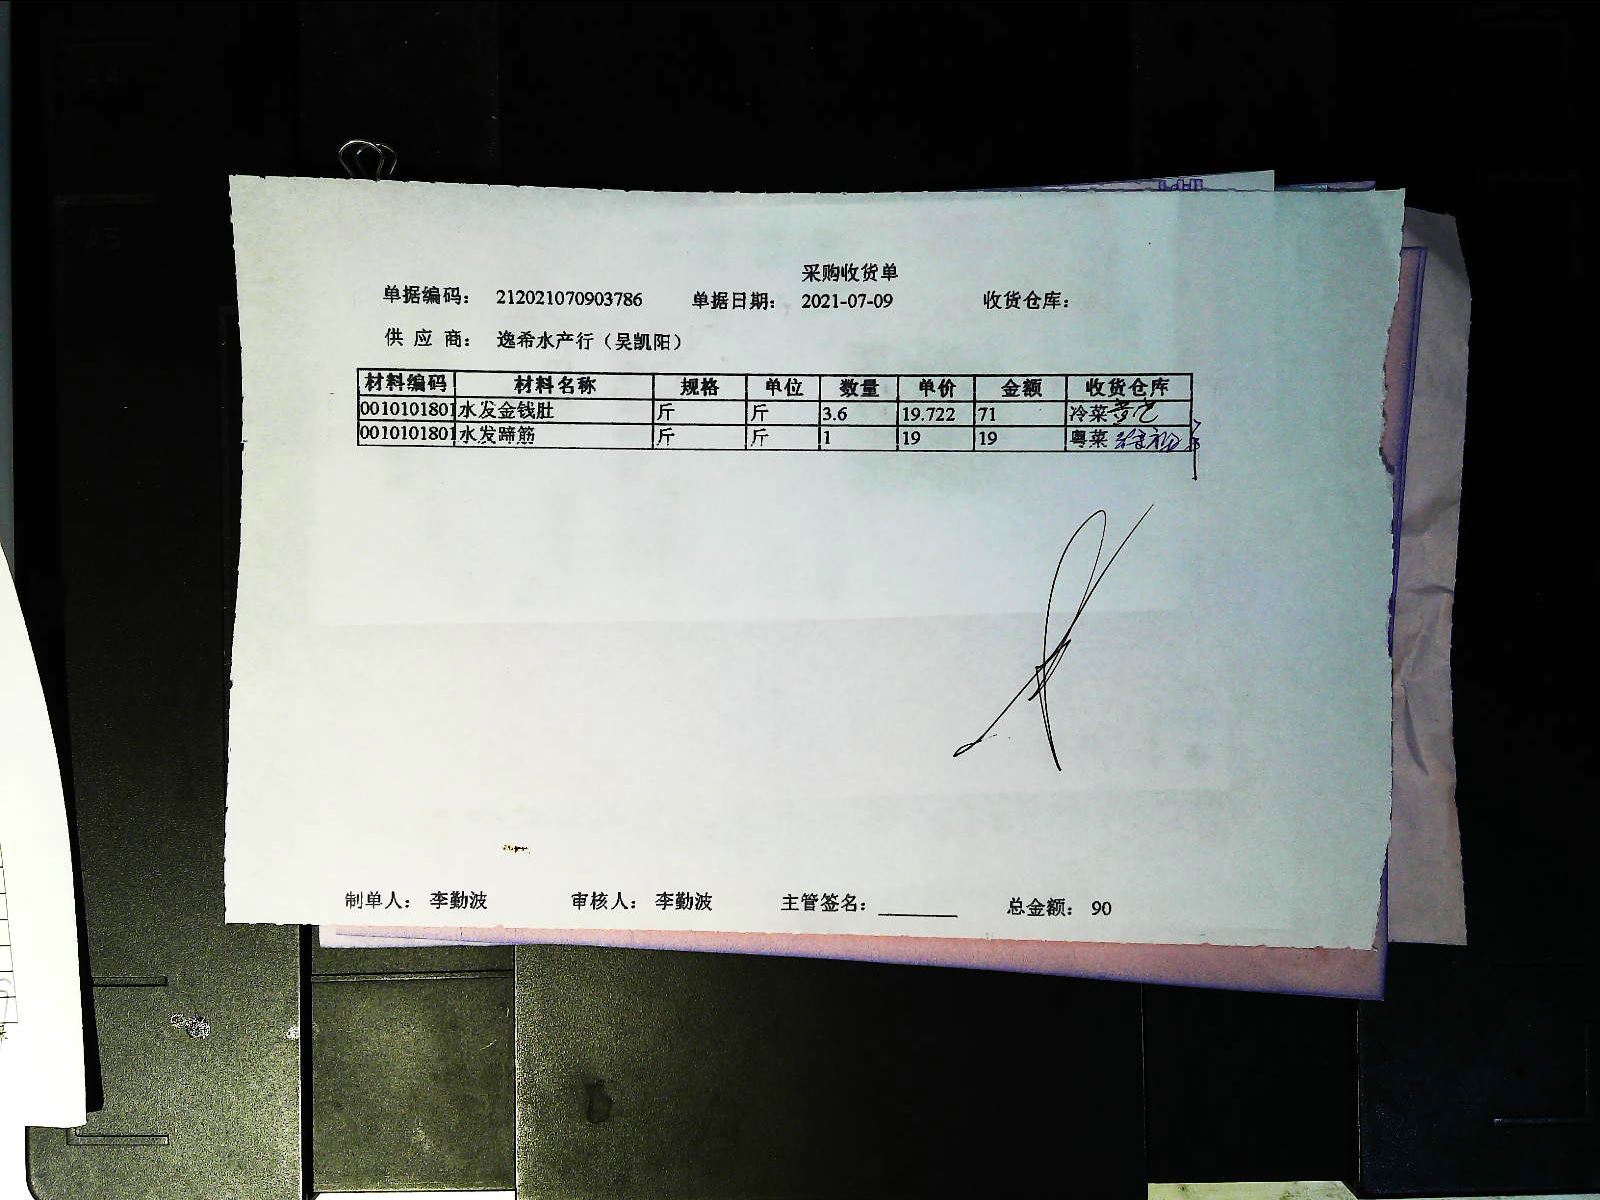 采购收货单
单据编码： 212021070903786 单据日期： 2021-07-09 收货仓库：
供 应 商： 逸希水产行（吴凯阳）
材料编码 材料名称 规格 单位 数量 单价 金额 收货仓库
0010101801 水发金钱肚 斤 斤 3.6 19.722 71 冷菜
0010101801 水发蹄筋 斤 斤 1 19 19 粤菜
制单人： 李勤波 审核人： 李勤波 主管签名： 总金额： 90